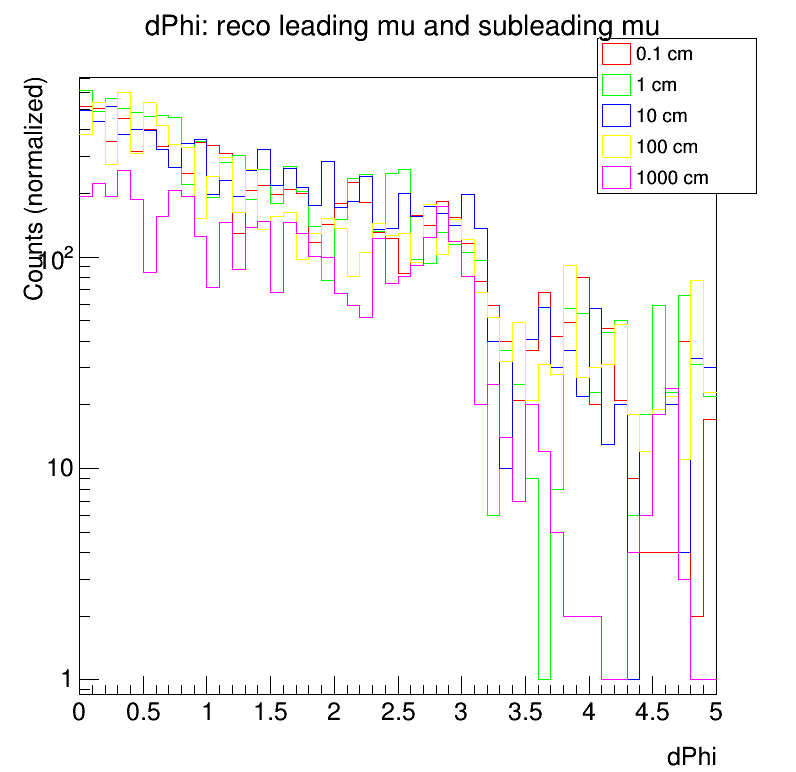 dPhi: reco leading mu and subleading mu
0.1 cm
1 cm
10 cm
100 cm
1000 cm
Counts (normalized)
10²
10
1
0 0.5 1 1.5 2 2.5 3 3.5 4 4.5 5
dPhi